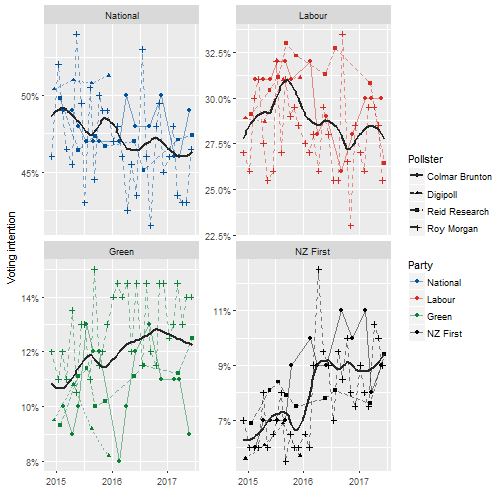 National
Labour
50%
45%
32.5%
30.0%
27.5%
25.0%
22.5%
Voting intention
Green
NZ First
14%
12%
10%
8%
11%
9%
7%
2015 2016 2017
2015 2016 2017
Pollster
Colmar Brunton
Digipoll
Reid Research
Roy Morgan
Party
National
Labour
Green
NZ First